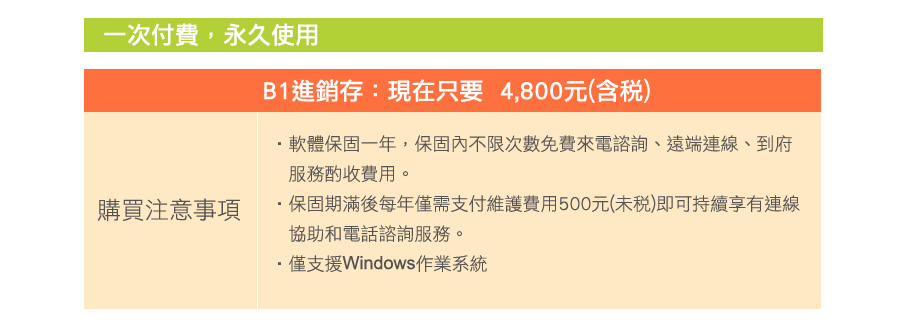 一次付費，永久使用
B1進銷存：現在只要 4,800元(含税)
購買注意事項
・軟體保固一年，保固內不限次數免費來電諮詢、遠端連線、到府
服務酌收費用。
・保固期滿後每年僅需支付維護費用500元(未税)即可持續享有連線
協助和電話諮詢服務。
・僅支援Windows作業系統